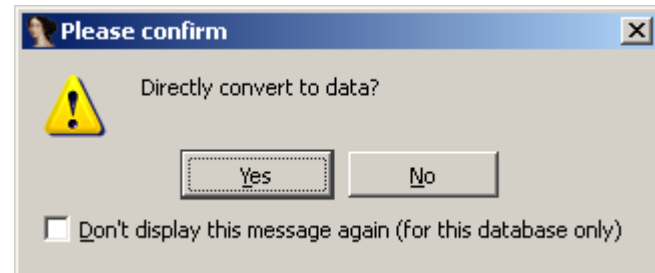 Please confirm
Directly convert to data?
Yes No
Don't display this message again (for this database only)